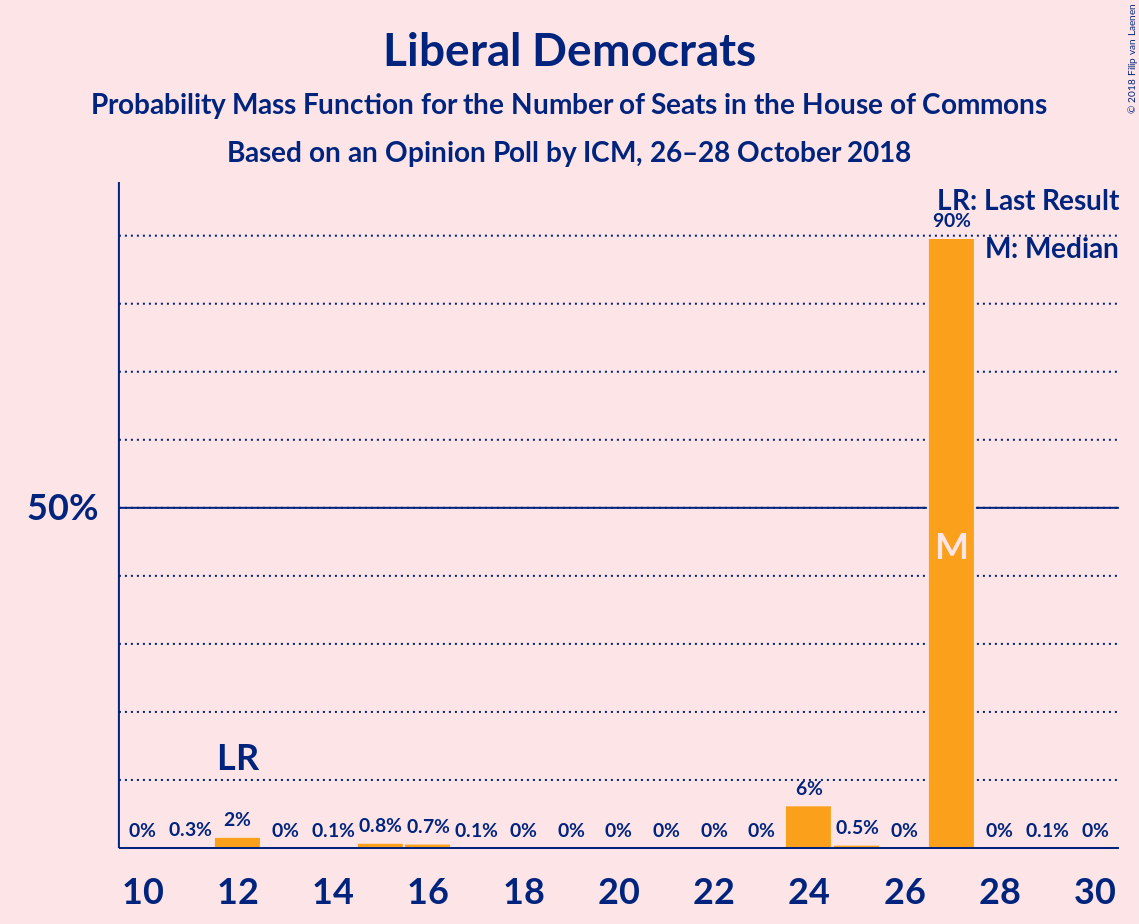 Liberal Democrats
Probability Mass Function for the Number of Seats in the House of Commons
Based on an Opinion Poll by ICM, 26–28 October 2018
© 2018 Filip van Laenen
LR: Last Result
M: Median
50%
LR
M
0% 0.3% 2% 0% 0.1% 0.8% 0.7% 0.1% 0% 0% 0% 0% 0% 0% 6% 0.5% 0% 90% 0% 0.1% 0%
10 12 14 16 18 20 22 24 26 28 30